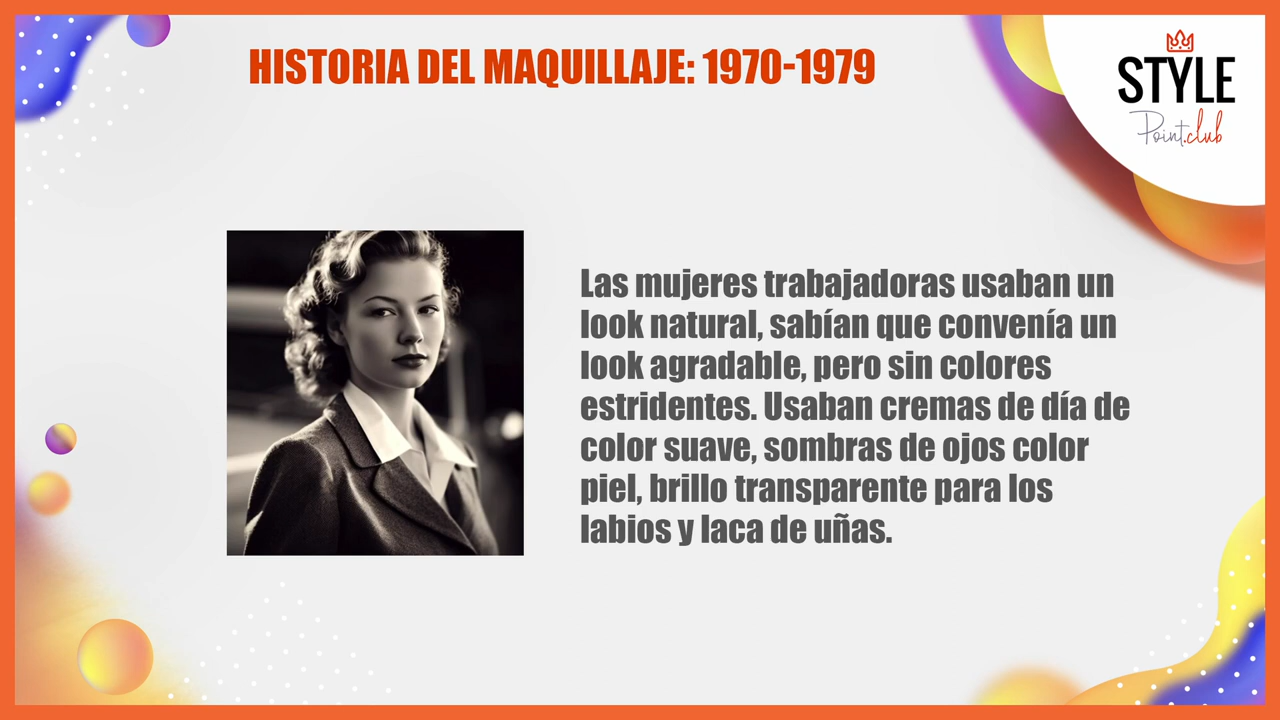 HISTORIA DEL MAQUILLAJE: 1970-1979
STYLE
Point.club
Las mujeres trabajadoras usaban un
look natural, sabían que convenía un
look agradable, pero sin colores
estridentes. Usaban cremas de día de
color suave, sombras de ojos color
piel, brillo transparente para los
labios y laca de uñas.